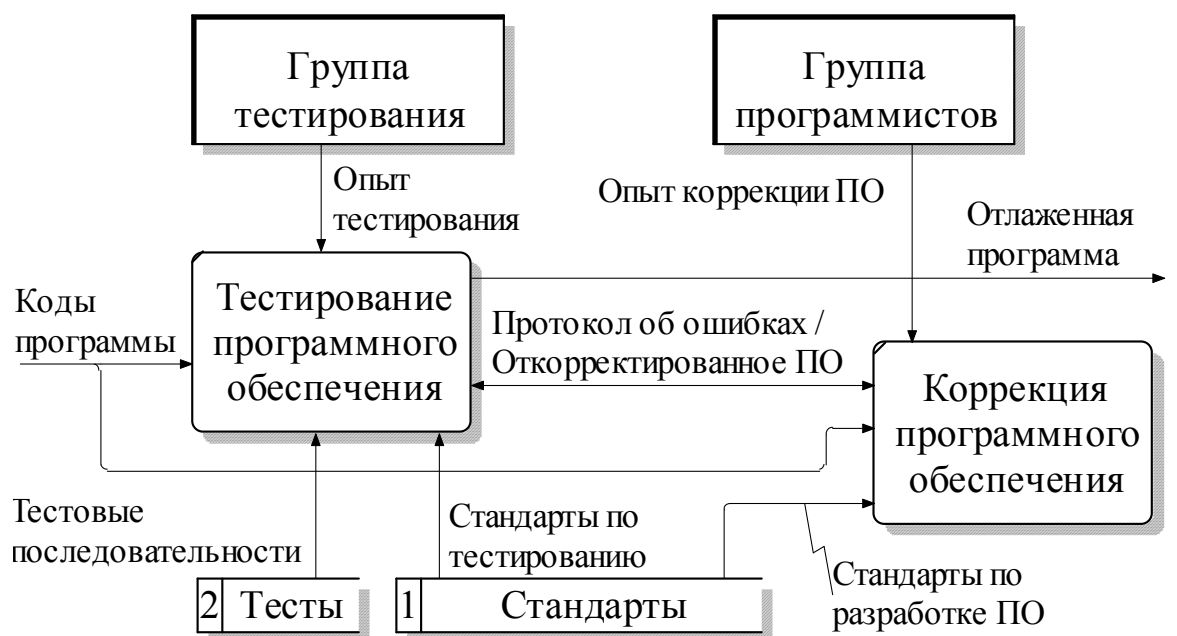 Группа
тестирования
Группа
программистов
Опыт
тестирования
Опыт коррекции ПО
Отлаженная
программа
Коды
программы
Тестирование
программного
обеспечения
Протокол об ошибках /
Откорректированное ПО
Коррекция
программного
обеспечения
Тестовые
последовательности
Стандарты по
тестированию
Стандарты по
разработке ПО
2 Тесты
1 Стандарты